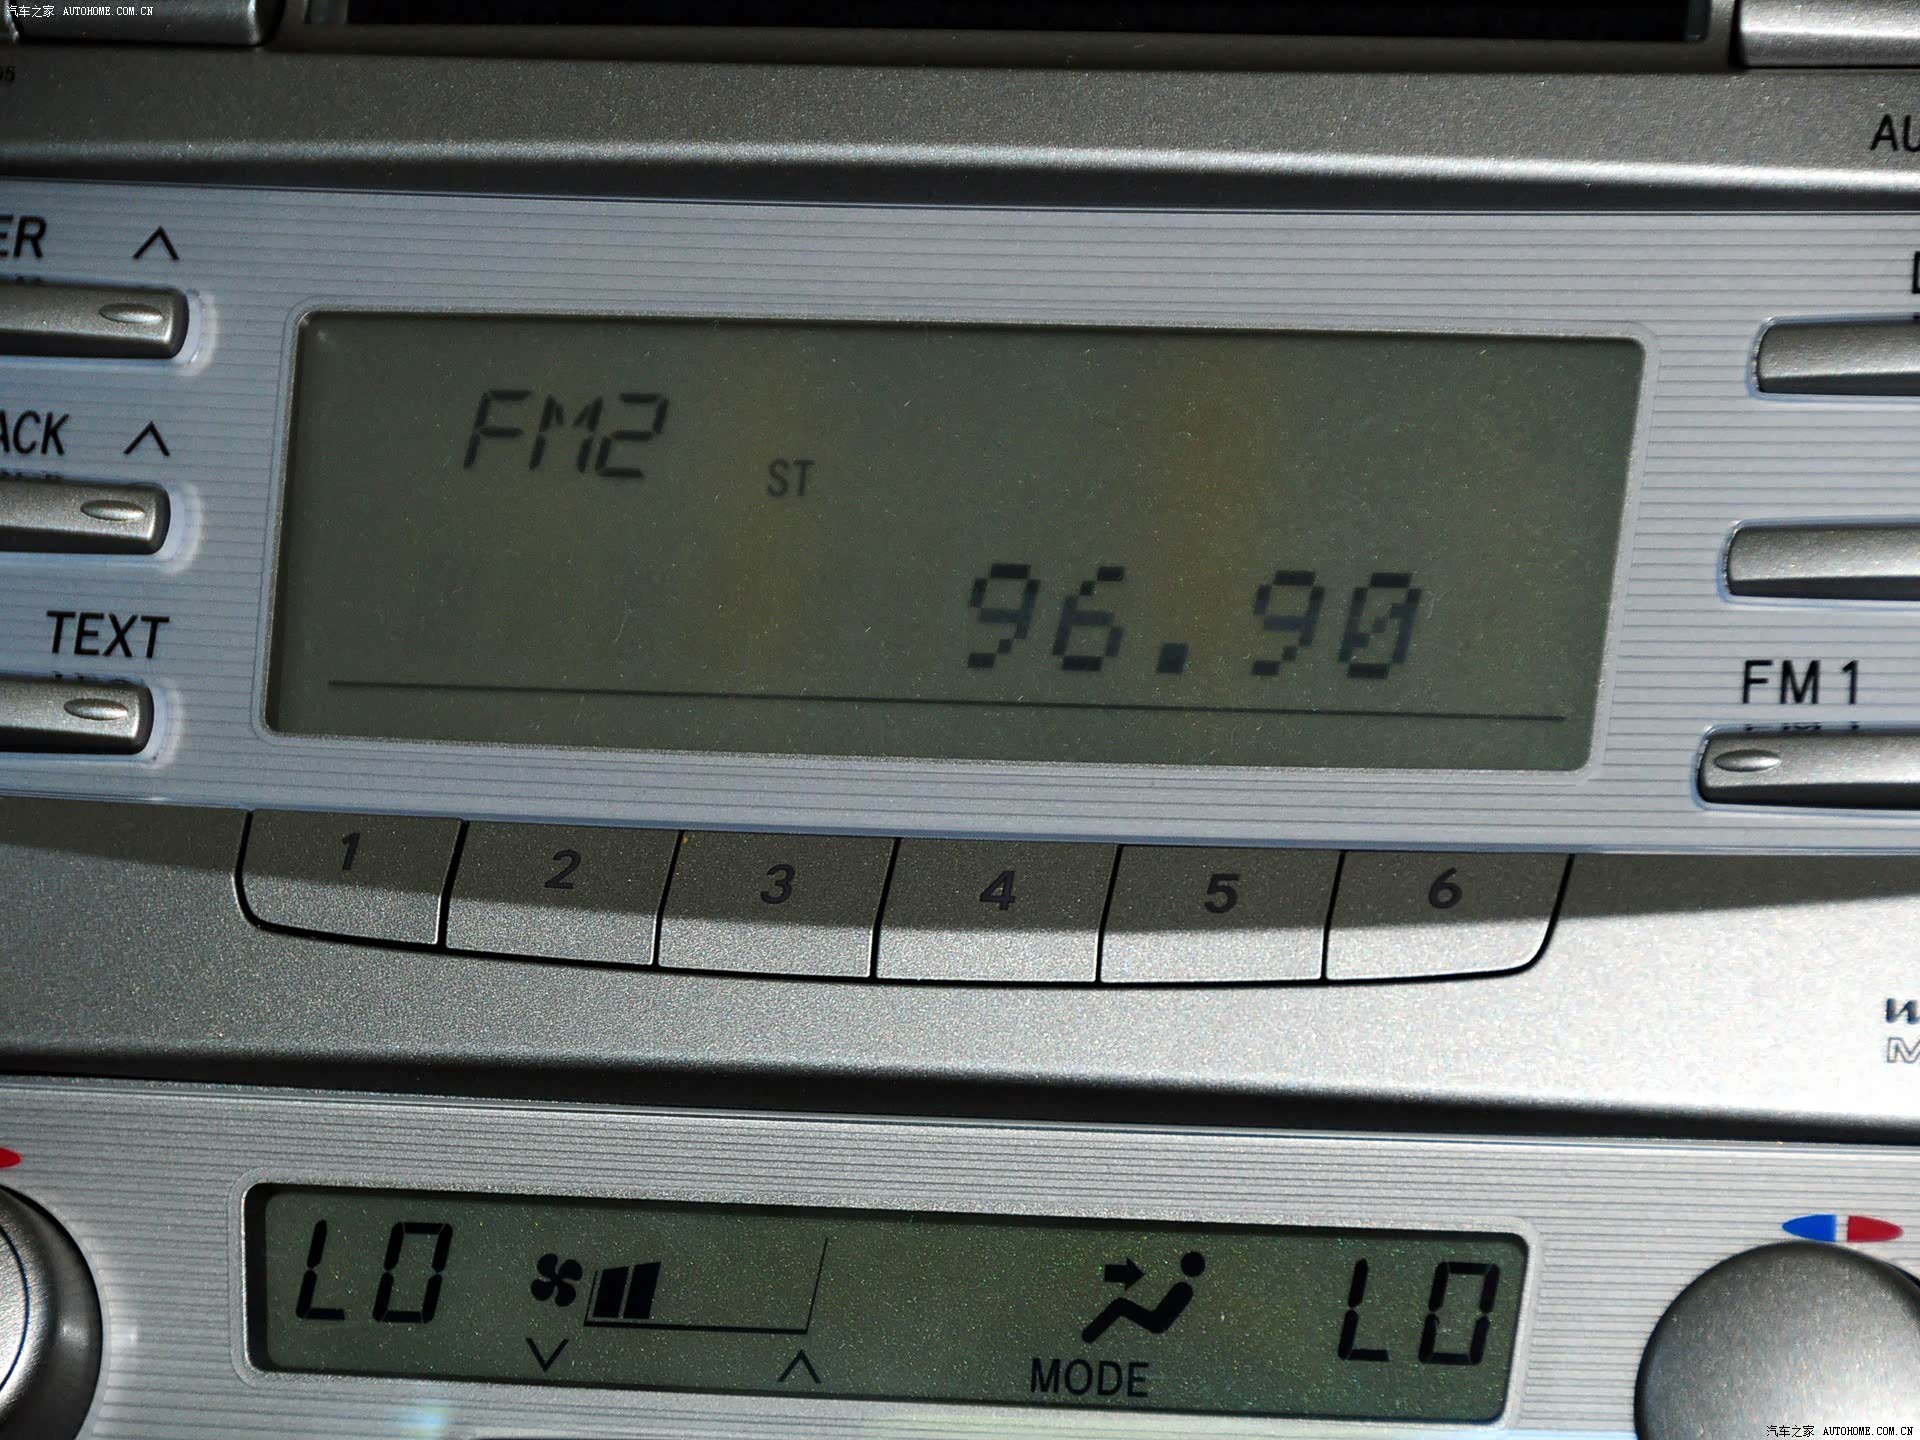 汽车之家 AUTOHOME.COM.CN
AU
ER
ACK
TEXT
FM2
ST
96.90
FM 1
1 2 3 4 5 6
LO
LO
MODE
汽车之家 AUTOHOME.COM.CN